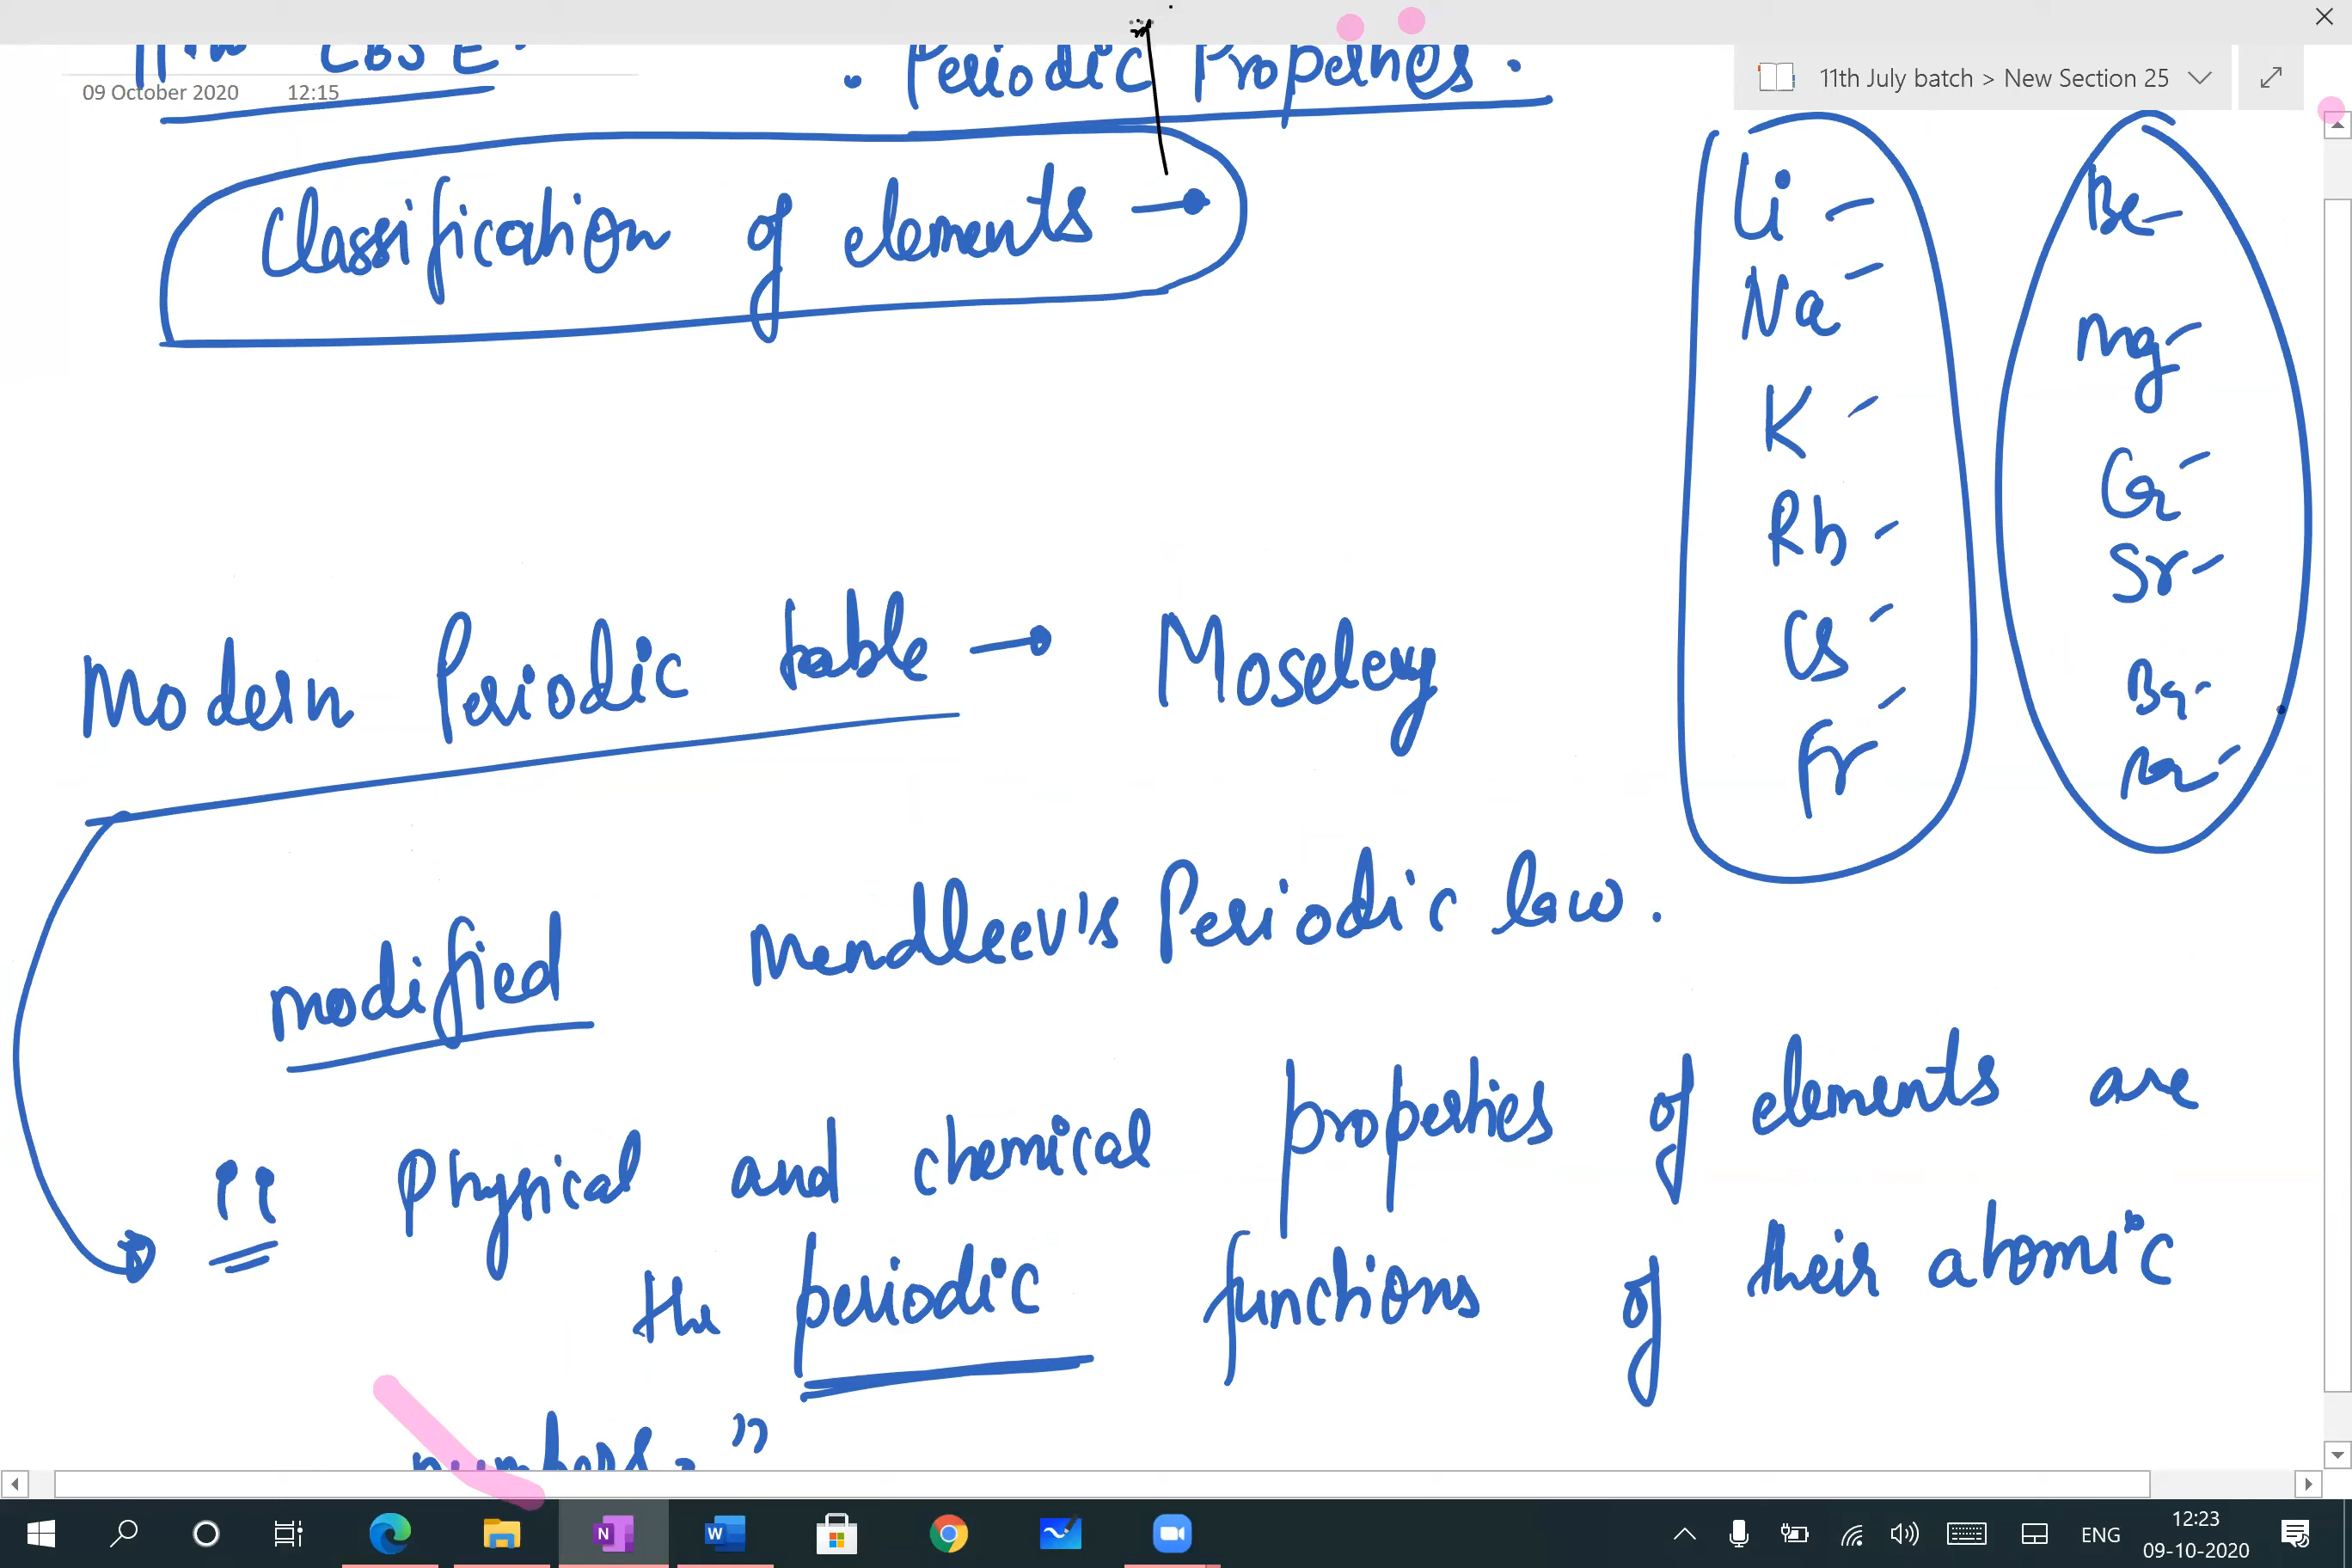 11th CBSE.
. Periodic Properties.
09 October 2020 12:15
11th July batch > New Section 25
Classification of elements →
Li -
Na -
K -
Rb -
Cs -
Fr -
Be -
Mg -
Ca -
Sr -
Ba -
Ra -
Modern Periodic table → Moseley
modified Mendleev's Periodic law.
" Physical and chemical properties of elements are
the periodic functions of their atomic
numbers. "
ENG
12:23
09-10-2020